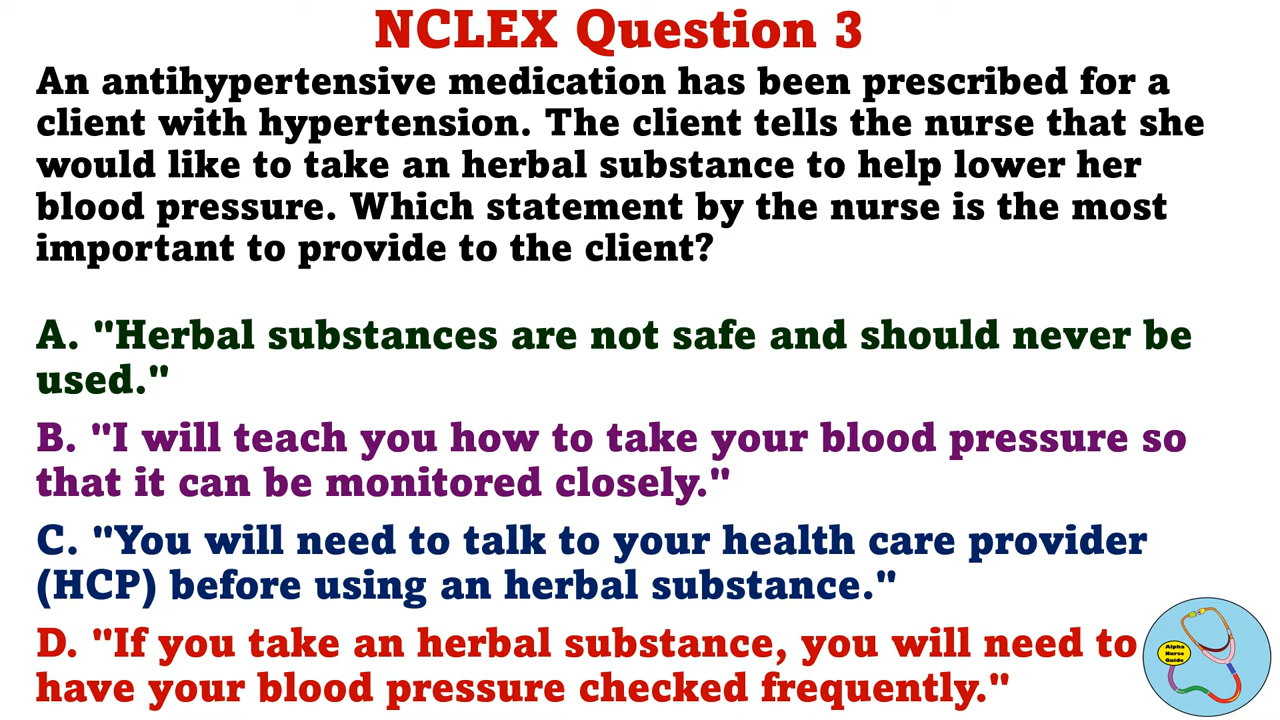 NCLEX Question 3
An antihypertensive medication has been prescribed for a
client with hypertension. The client tells the nurse that she
would like to take an herbal substance to help lower her
blood pressure. Which statement by the nurse is the most
important to provide to the client?
A. "Herbal substances are not safe and should never be
used."
B. "I will teach you how to take your blood pressure so
that it can be monitored closely."
C. "You will need to talk to your health care provider
(HCP) before using an herbal substance."
D. "If you take an herbal substance, you will need to
have your blood pressure checked frequently."
Alpha
Nurse
Guide